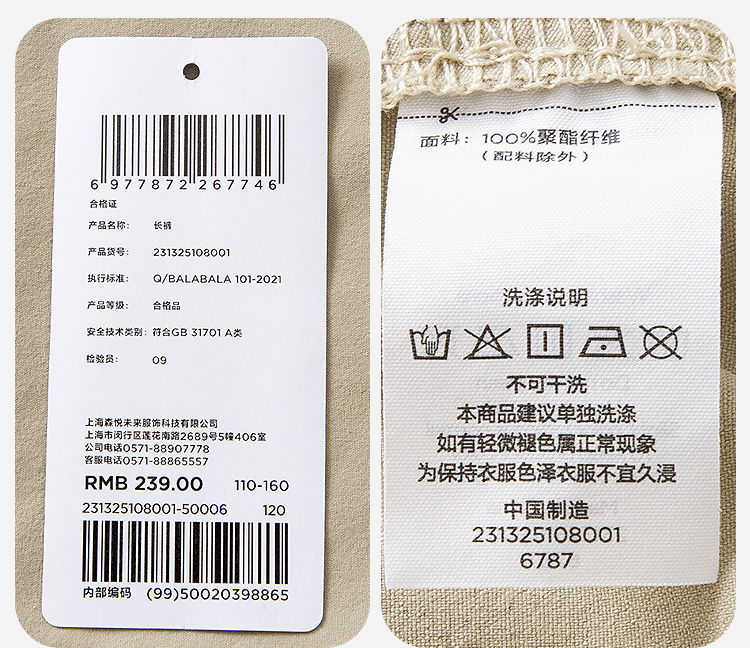 6 977872 267746
合格证
产品名称： 长裤
产品货号： 231325108001
执行标准： Q/BALABALA 101-2021
产品等级： 合格品
安全技术类别： 符合GB 31701 A类
检验员： 09
上海森悦未来服饰科技有限公司
上海市闵行区莲花南路2689号5幢406室
公司电话0571-88907778
客服电话0571-88865557
RMB 239.00 110-160
231325108001-50006 120
内部编码 (99)50020398865
面料：100%聚酯纤维
（配料除外）
洗涤说明
不可干洗
本商品建议单独洗涤
如有轻微褪色属正常现象
为保持衣服色泽衣服不宜久浸
中国制造
231325108001
6787